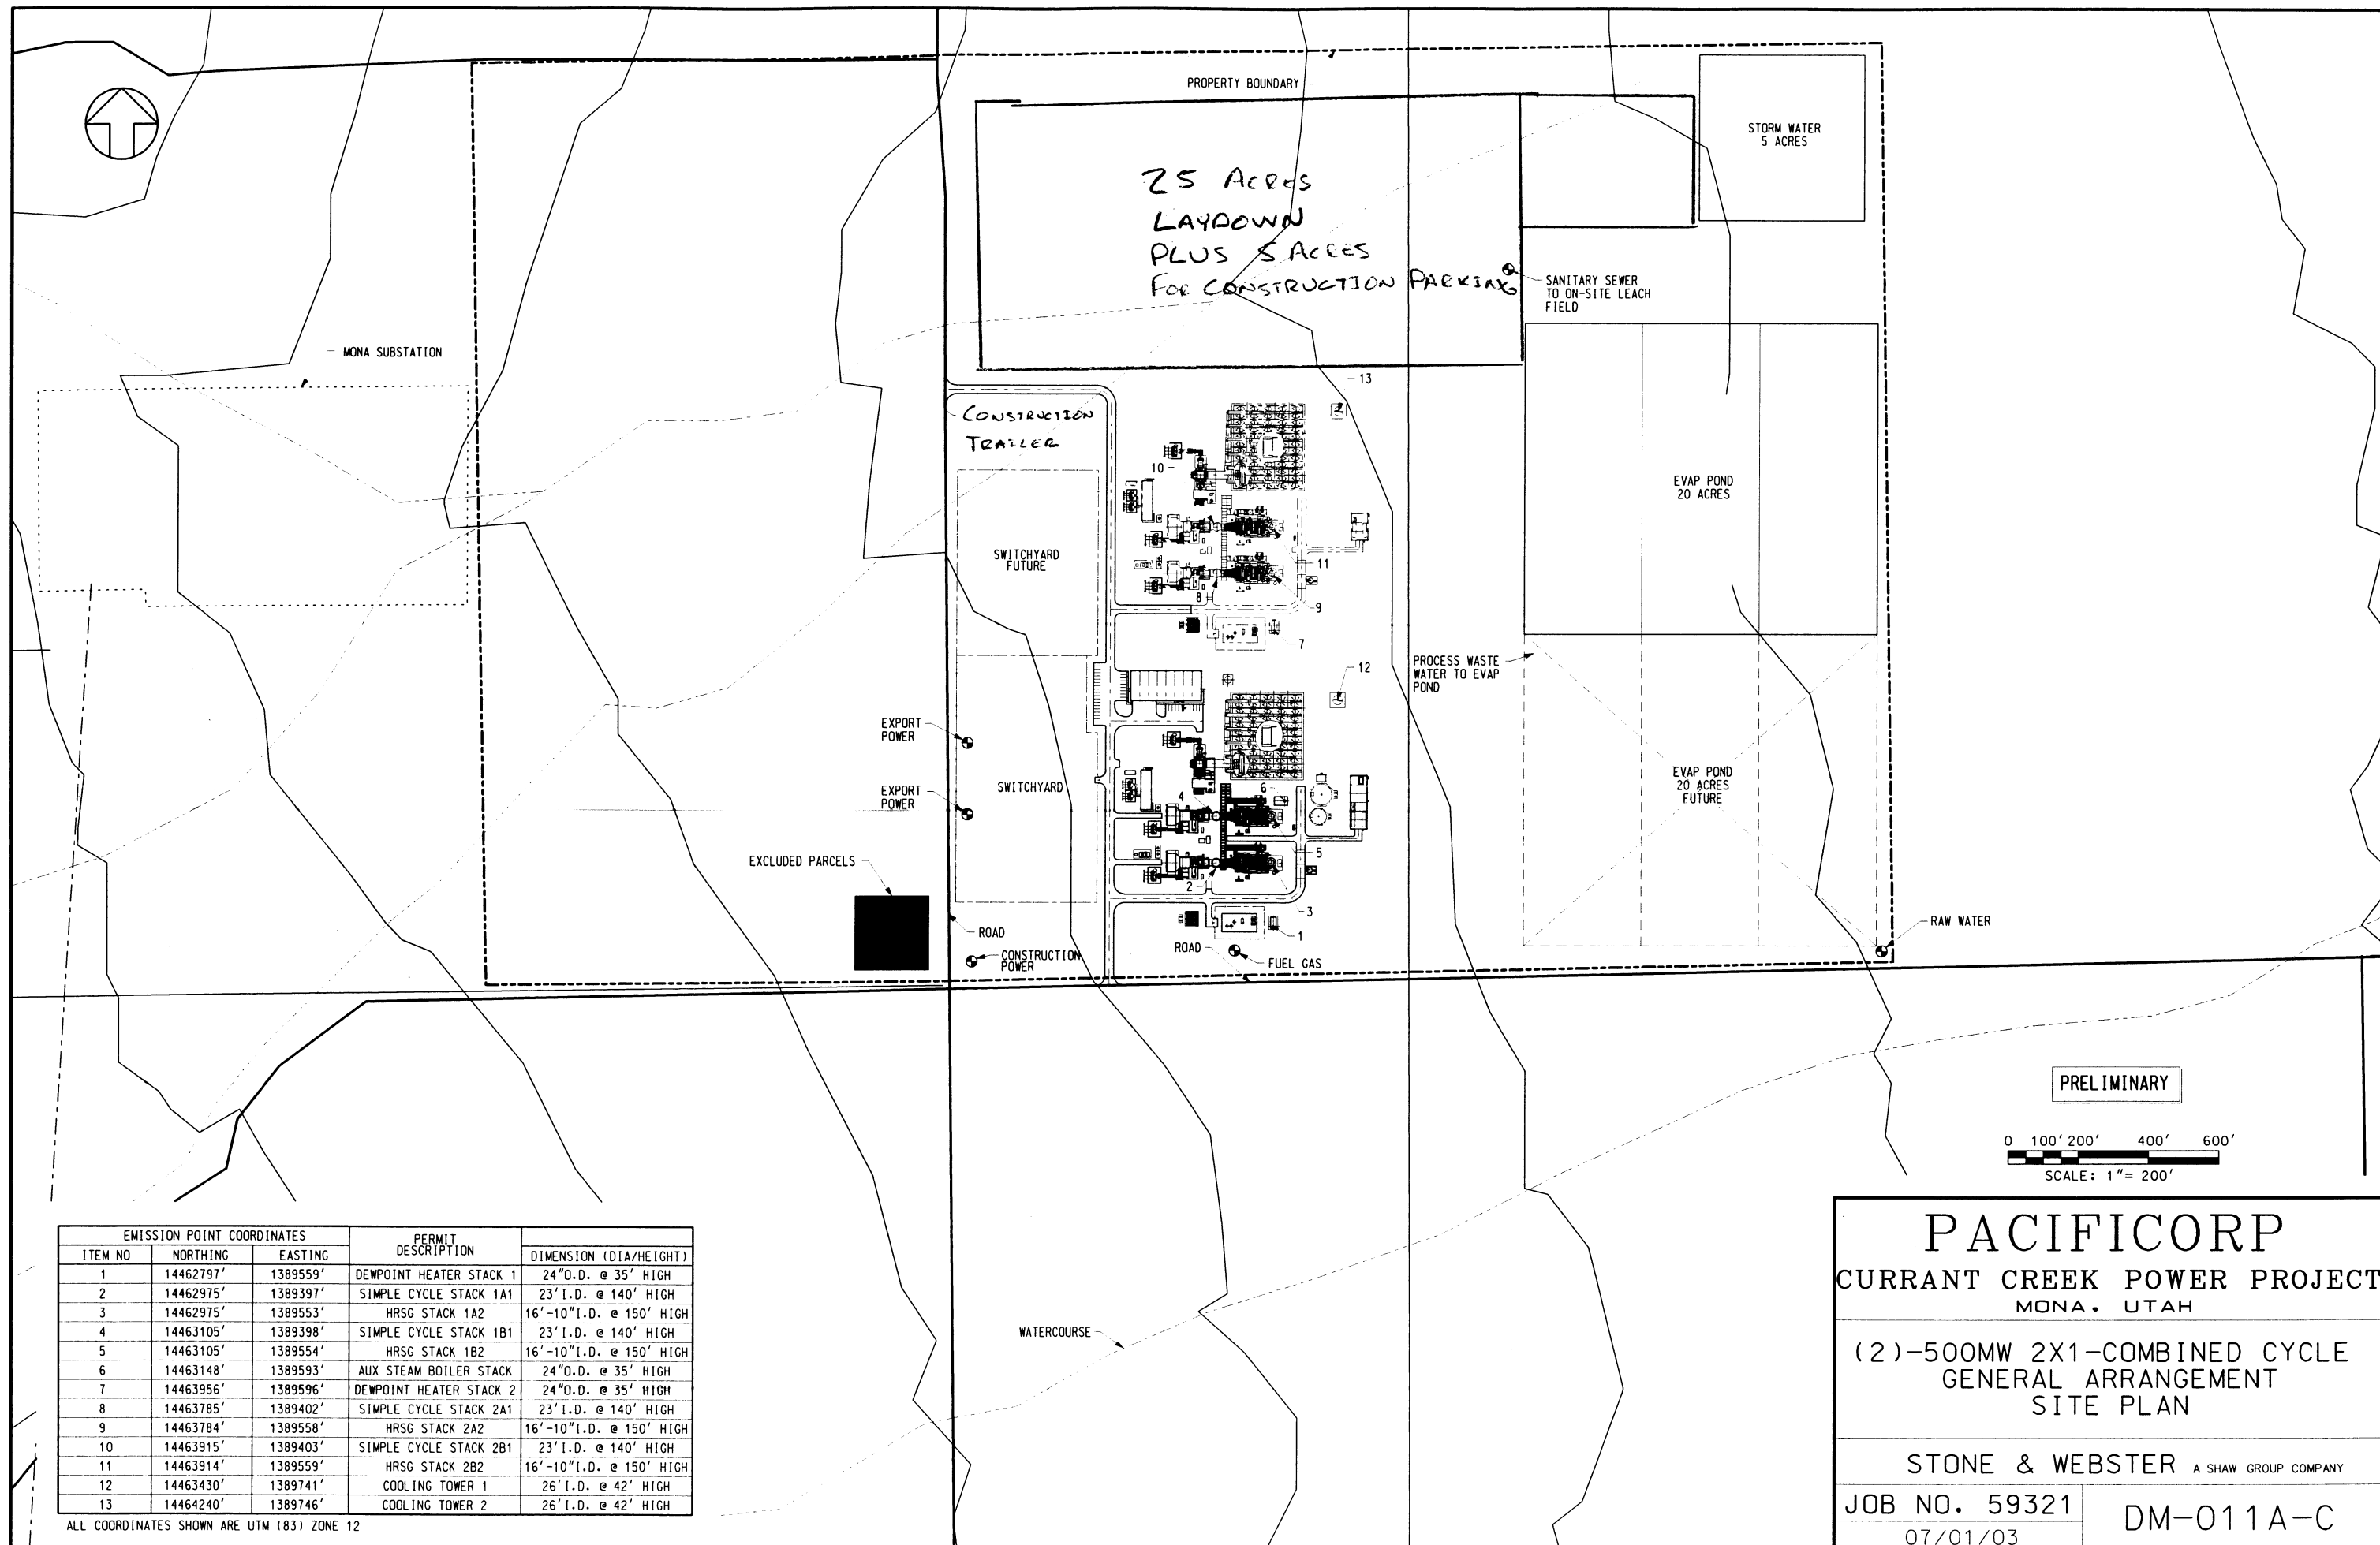 PROPERTY BOUNDARY
STORM WATER
5 ACRES
25 ACRES
LAYDOWN
PLUS 5 ACRES
FOR CONSTRUCTION PARKING
SANITARY SEWER
TO ON-SITE LEACH
FIELD
MONA SUBSTATION
13
CONSTRUCTION
TRAILER
10
EVAP POND
20 ACRES
SWITCHYARD
FUTURE
11
8
9
7
PROCESS WASTE
WATER TO EVAP
POND
12
EXPORT
POWER
EVAP POND
20 ACRES
FUTURE
EXPORT
POWER
SWITCHYARD
4
6
5
EXCLUDED PARCELS
2
3
1
ROAD
CONSTRUCTION
POWER
ROAD
FUEL GAS
RAW WATER
PRELIMINARY
0 100' 200' 400' 600'
SCALE: 1"= 200'
WATERCOURSE
EMISSION POINT COORDINATES PERMIT DESCRIPTION
ITEM NO NORTHING EASTING DIMENSION (DIA/HEIGHT)
1 14462797' 1389559' DEWPOINT HEATER STACK 1 24"O.D. @ 35' HIGH
2 14462975' 1389397' SIMPLE CYCLE STACK 1A1 23'I.D. @ 140' HIGH
3 14462975' 1389553' HRSG STACK 1A2 16'-10"I.D. @ 150' HIGH
4 14463105' 1389398' SIMPLE CYCLE STACK 1B1 23'I.D. @ 140' HIGH
5 14463105' 1389554' HRSG STACK 1B2 16'-10"I.D. @ 150' HIGH
6 14463148' 1389593' AUX STEAM BOILER STACK 24"O.D. @ 35' HIGH
7 14463956' 1389596' DEWPOINT HEATER STACK 2 24"O.D. @ 35' HIGH
8 14463785' 1389402' SIMPLE CYCLE STACK 2A1 23'I.D. @ 140' HIGH
9 14463784' 1389558' HRSG STACK 2A2 16'-10"I.D. @ 150' HIGH
10 14463915' 1389403' SIMPLE CYCLE STACK 2B1 23'I.D. @ 140' HIGH
11 14463914' 1389559' HRSG STACK 2B2 16'-10"I.D. @ 150' HIGH
12 14463430' 1389741' COOLING TOWER 1 26'I.D. @ 42' HIGH
13 14464240' 1389746' COOLING TOWER 2 26'I.D. @ 42' HIGH
ALL COORDINATES SHOWN ARE UTM (83) ZONE 12
PACIFICORP
CURRANT CREEK POWER PROJECT
MONA, UTAH
(2)-500MW 2X1-COMBINED CYCLE
GENERAL ARRANGEMENT
SITE PLAN
STONE & WEBSTER A SHAW GROUP COMPANY
JOB NO. 59321
07/01/03
DM-011A-C